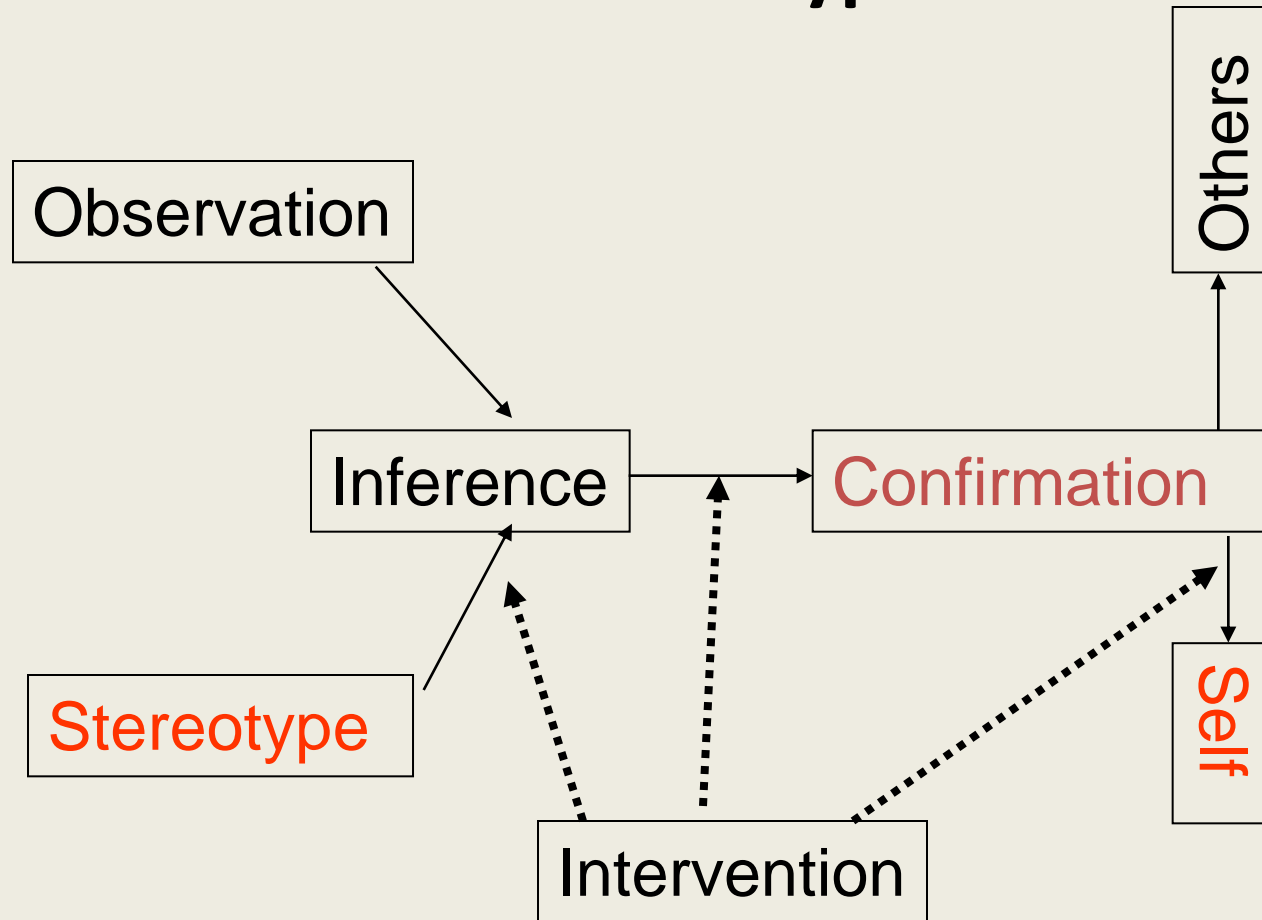 Others
Observation
Inference
Confirmation
Stereotype
Self
Intervention